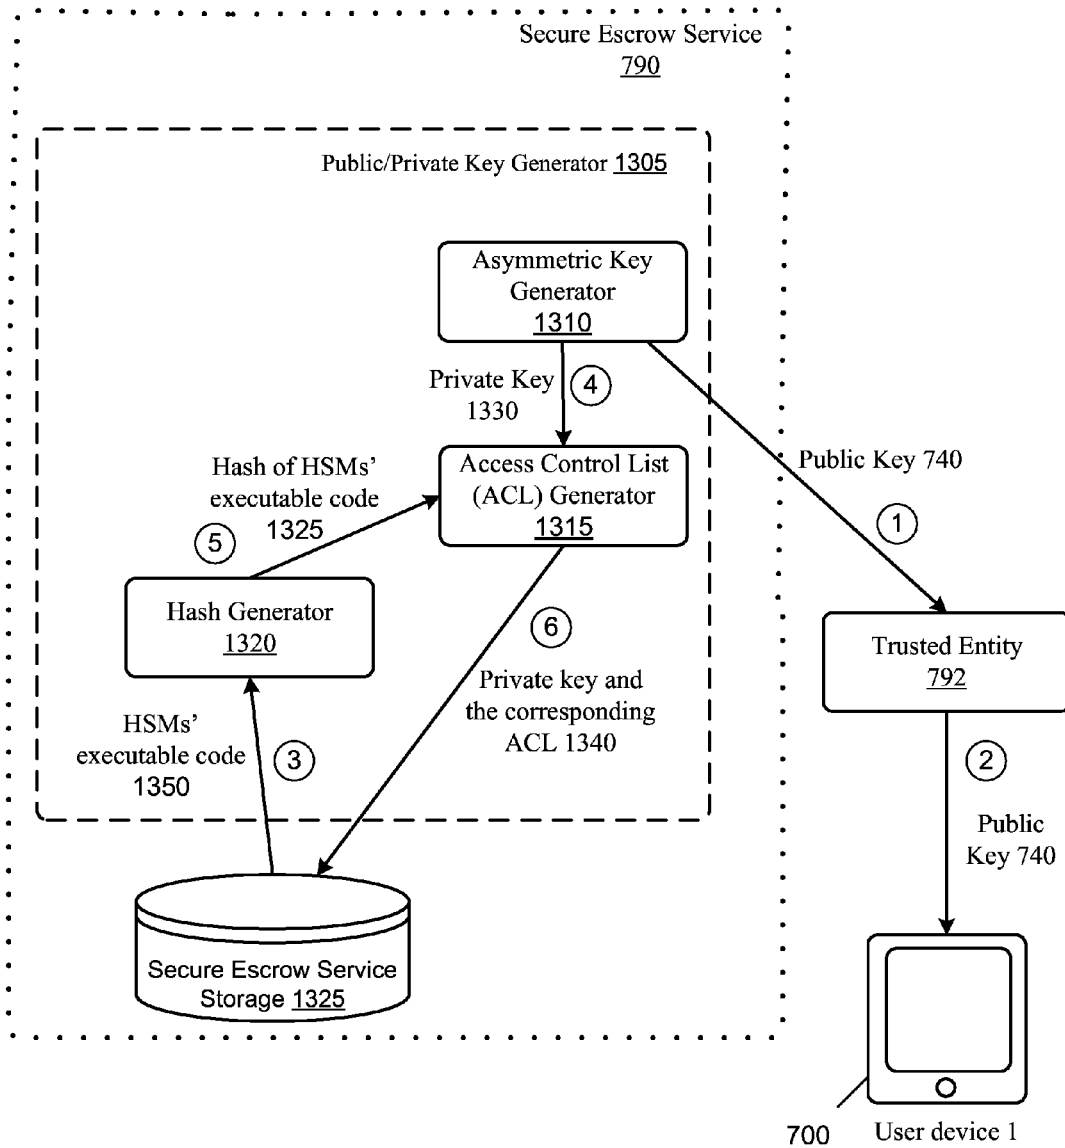 Secure Escrow Service
790
Public/Private Key Generator 1305
Asymmetric Key
Generator
1310
Private Key
1330
4
Public Key 740
1
Hash of HSMs'
executable code
1325
5
Access Control List
(ACL) Generator
1315
Hash Generator
1320
6
Private key and
the corresponding
ACL 1340
Trusted Entity
792
HSMs'
executable code
1350
3
2
Public
Key 740
Secure Escrow Service
Storage 1325
700
User device 1